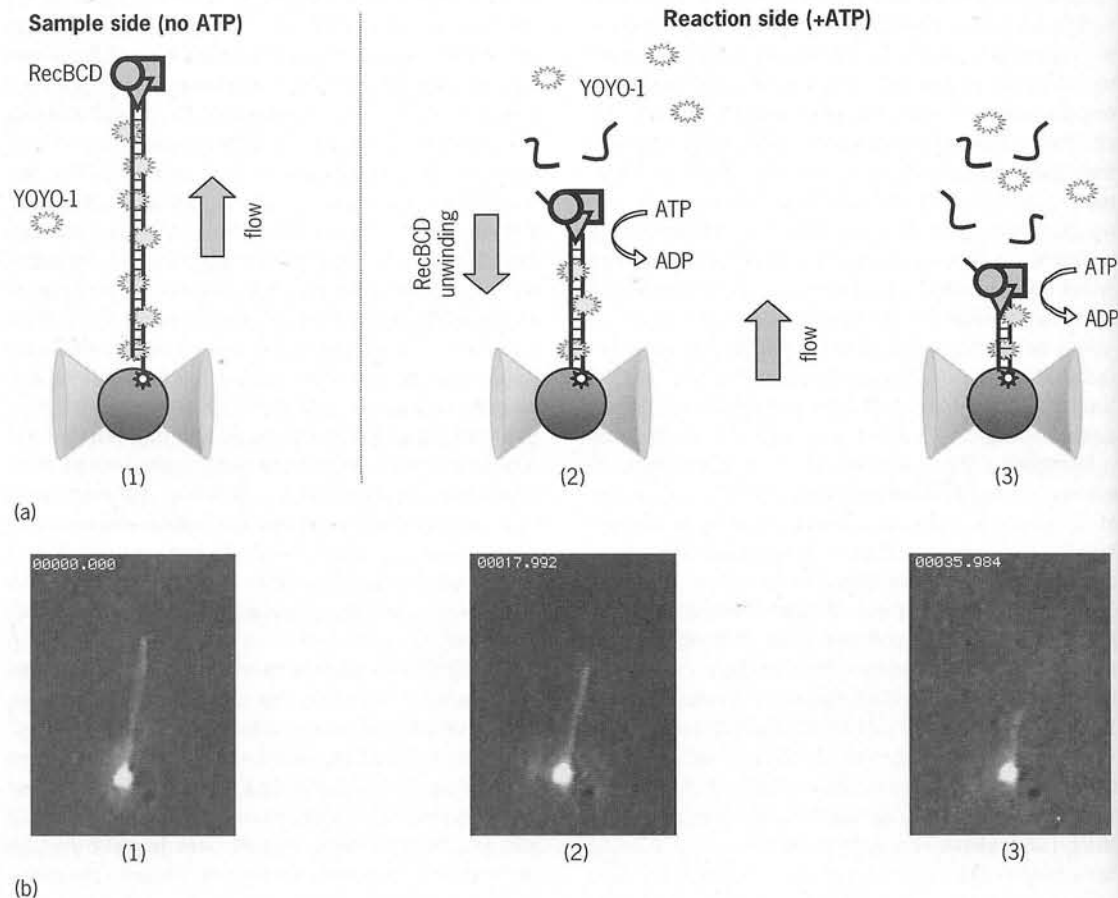 Sample side (no ATP)
Reaction side (+ATP)
RecBCD
YOYO-1
flow
(1)
YOYO-1
RecBCD
unwinding
ATP
ADP
flow
(2)
ATP
ADP
(3)
(a)
00000.000
00017.992
00035.984
(1)
(2)
(3)
(b)